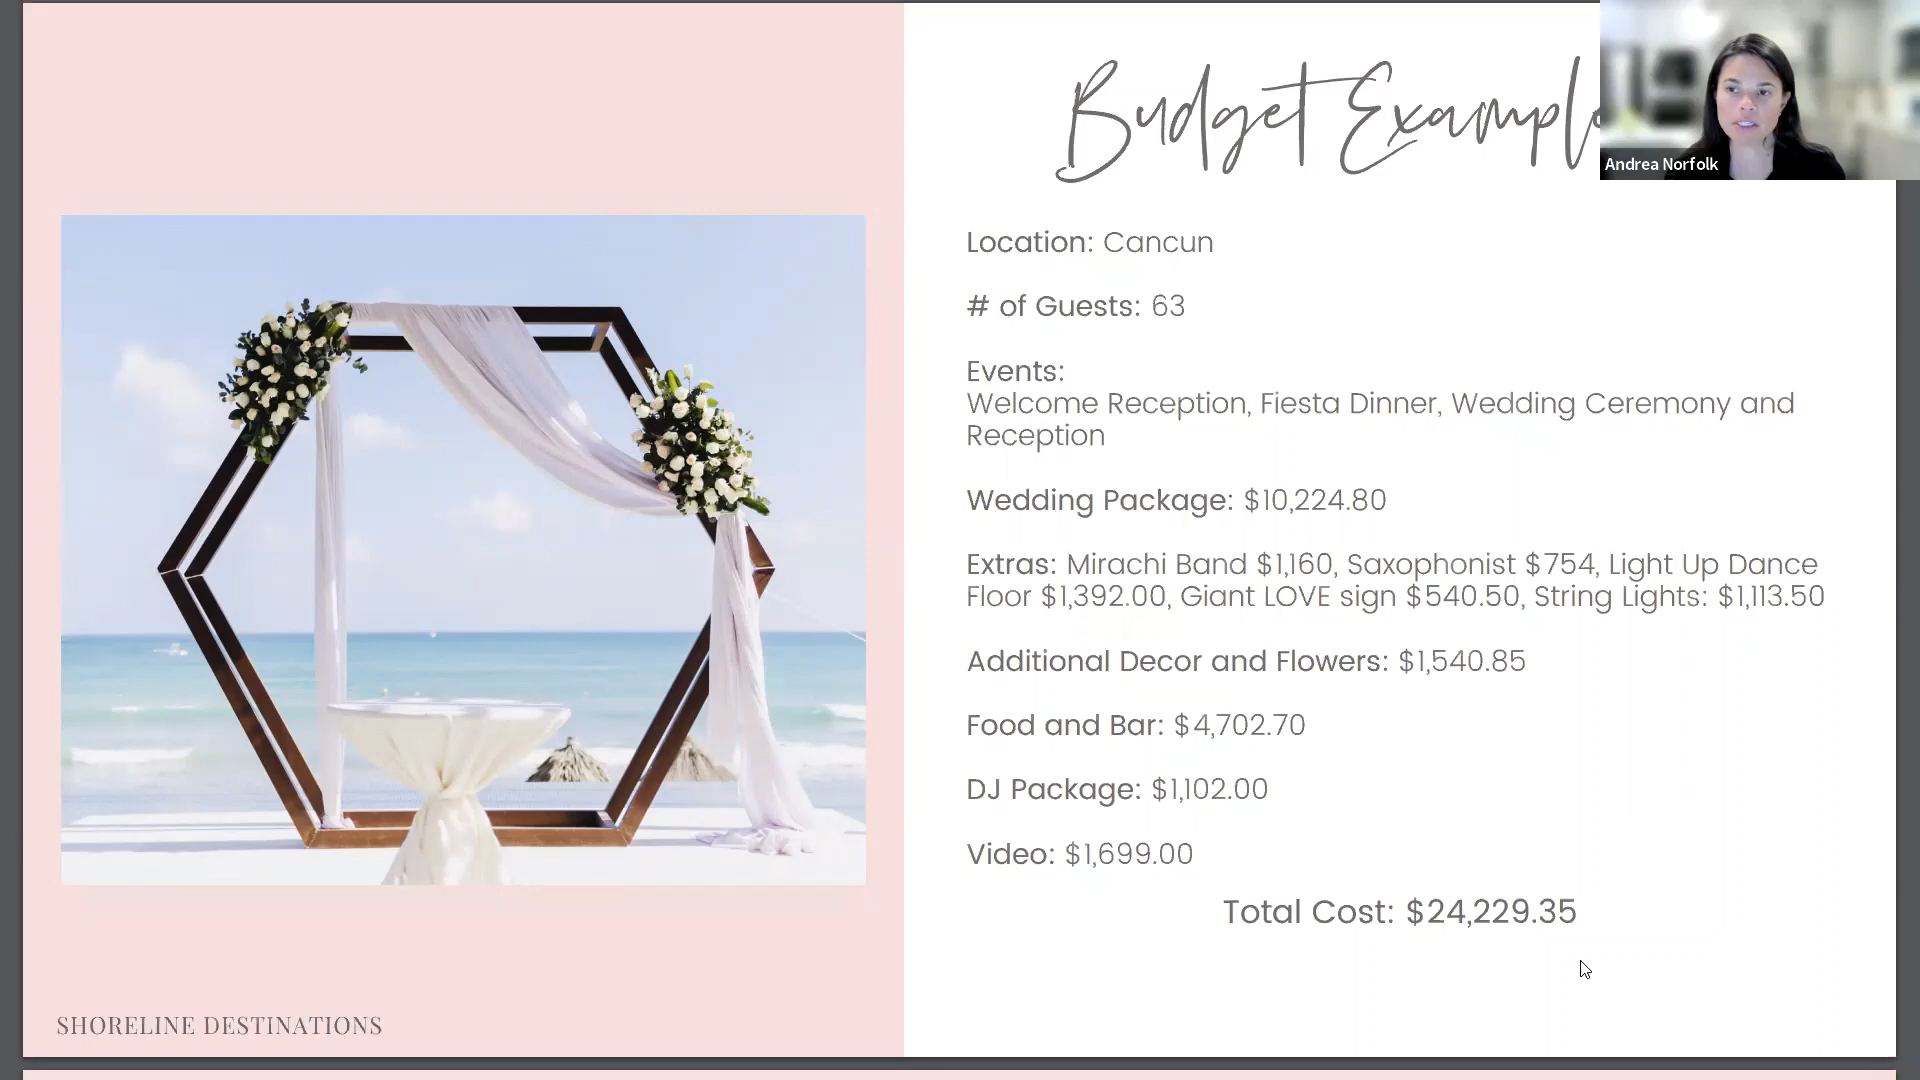 Budget Example
Andrea Norfolk
Location: Cancun
# of Guests: 63
Events:
Welcome Reception, Fiesta Dinner, Wedding Ceremony and
Reception
Wedding Package: $10,224.80
Extras: Mirachi Band $1,160, Saxophonist $754, Light Up Dance
Floor $1,392.00, Giant LOVE sign $540.50, String Lights: $1,113.50
Additional Decor and Flowers: $1,540.85
Food and Bar: $4,702.70
DJ Package: $1,102.00
Video: $1,699.00
Total Cost: $24,229.35
SHORELINE DESTINATIONS